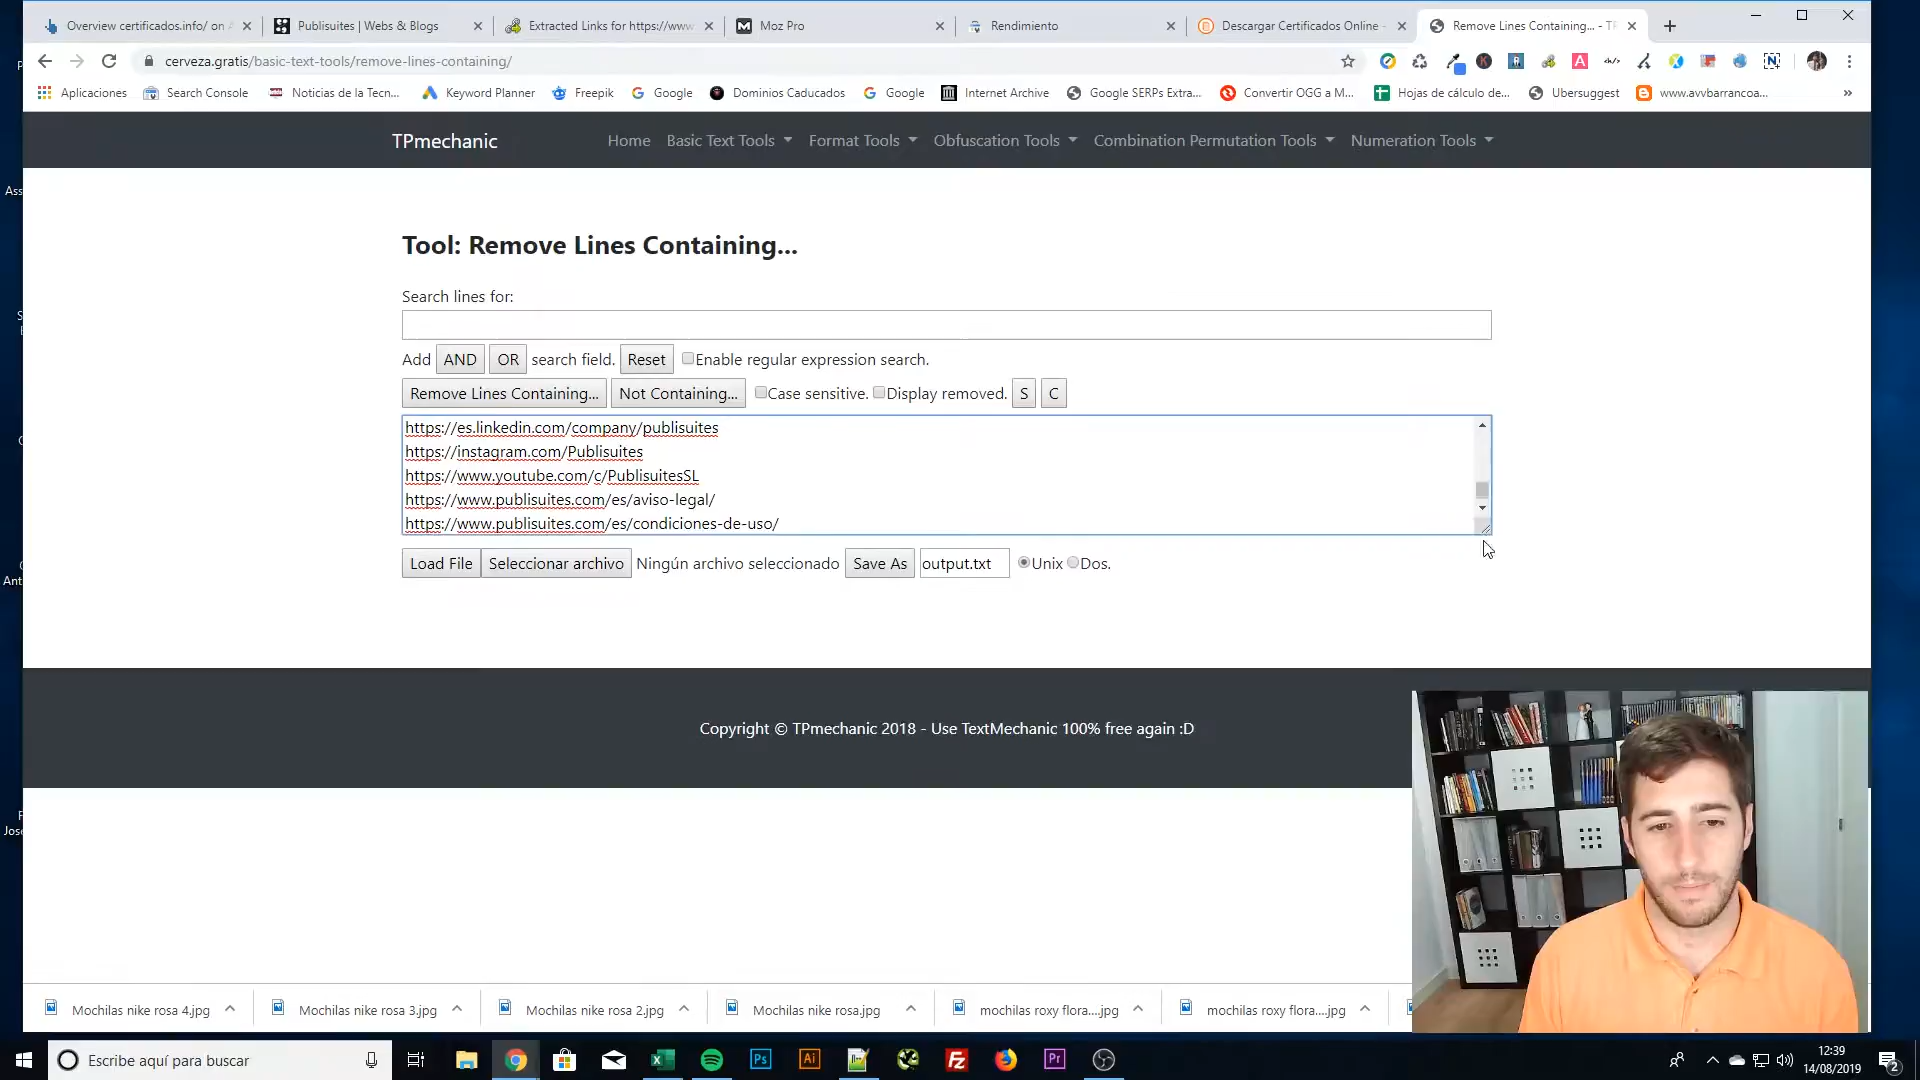 Overview certificados.info/ on A
Publisuites | Webs & Blogs
Extracted Links for https://www.
Moz Pro
Rendimiento
Descargar Certificados Online -
Remove Lines Containing... - TP
cerveza.gratis/basic-text-tools/remove-lines-containing/
Aplicaciones
Search Console
Noticias de la Tecn...
Keyword Planner
Freepik
Google
Dominios Caducados
Google
Internet Archive
Google SERPs Extra...
Convertir OGG a M...
Hojas de cálculo de...
Ubersuggest
www.avvbarrancoa...
»
TPmechanic
Home
Basic Text Tools
Format Tools
Obfuscation Tools
Combination Permutation Tools
Numeration Tools
Tool: Remove Lines Containing...
Search lines for:
Add AND OR search field. Reset Enable regular expression search.
Remove Lines Containing... Not Containing... Case sensitive. Display removed. S C
https://es.linkedin.com/company/publisuites
https://instagram.com/Publisuites
https://www.youtube.com/c/PublisuitesSL
https://www.publisuites.com/es/aviso-legal/
https://www.publisuites.com/es/condiciones-de-uso/
Load File Seleccionar archivo Ningún archivo seleccionado Save As output.txt Unix Dos.
Copyright © TPmechanic 2018 - Use TextMechanic 100% free again :D
Mochilas nike rosa 4.jpg
Mochilas nike rosa 3.jpg
Mochilas nike rosa 2.jpg
Mochilas nike rosa.jpg
mochilas roxy flora....jpg
mochilas roxy flora....jpg
Ass
Ant
Jose
Escribe aquí para buscar
Ps
Ai
Fz
Pr
12:39
14/08/2019
2